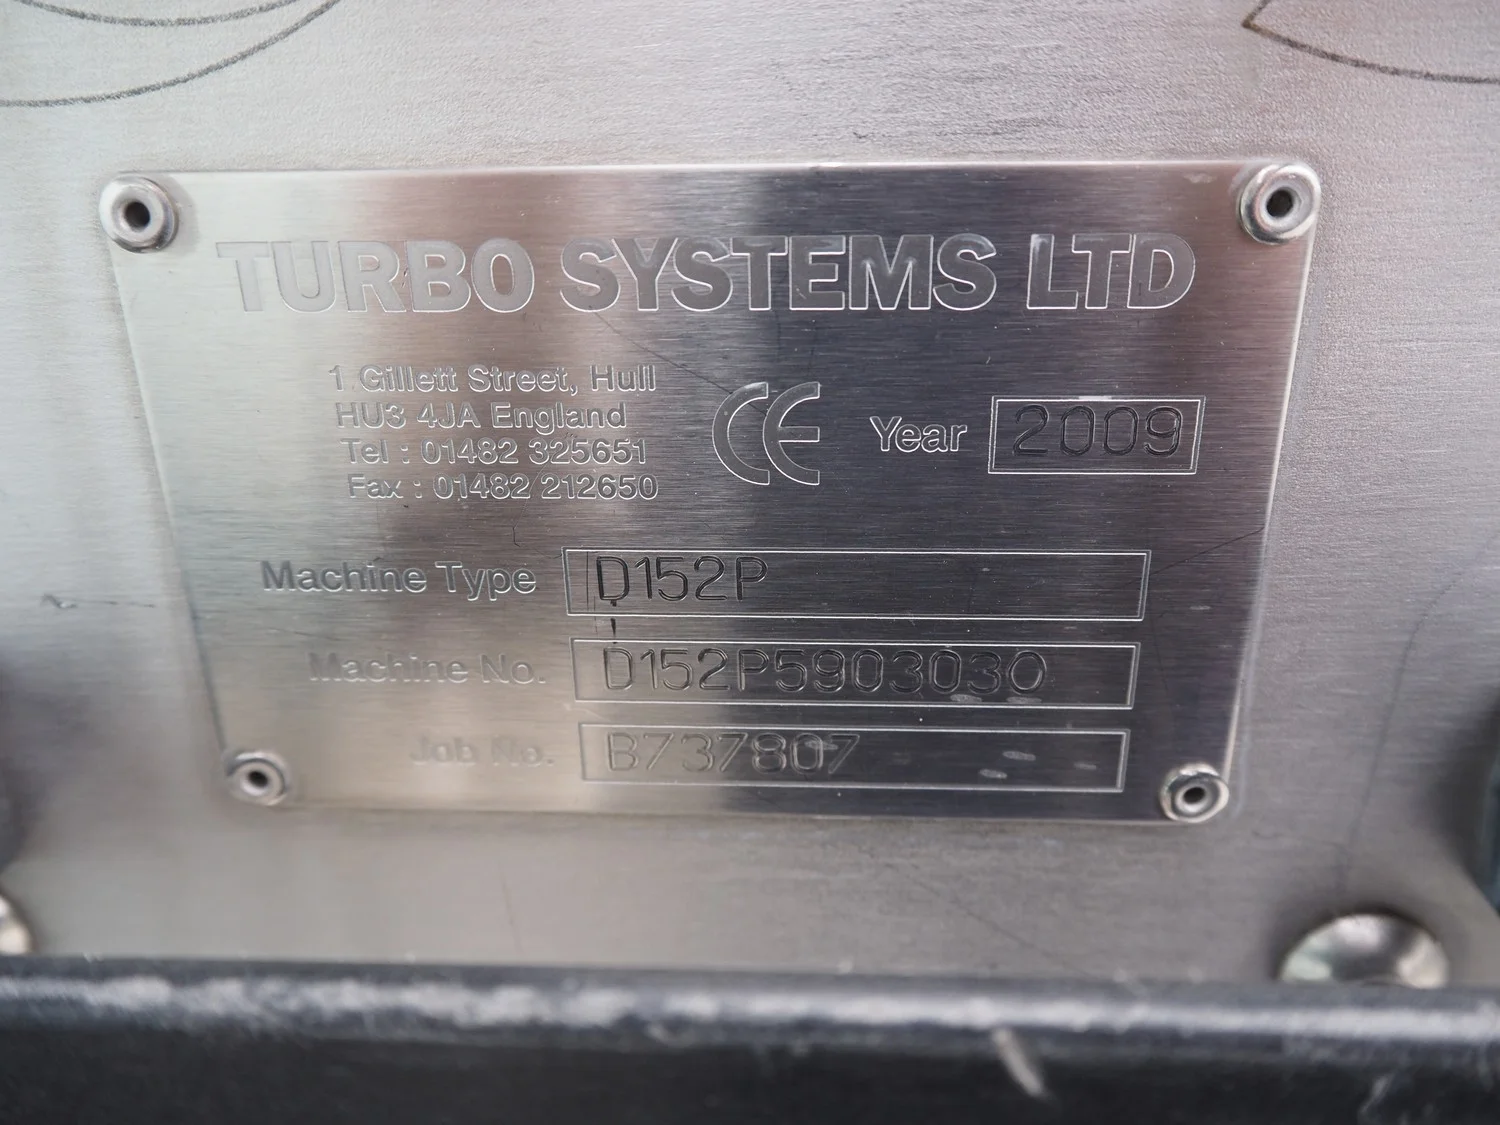 TURBO SYSTEMS LTD
1 Gillett Street, Hull
HU3 4JA England
Tel : 01482 325651
Fax : 01482 212650
CE Year 2009
Machine Type D152P
Machine No. D152P5903030
Job No. B737807